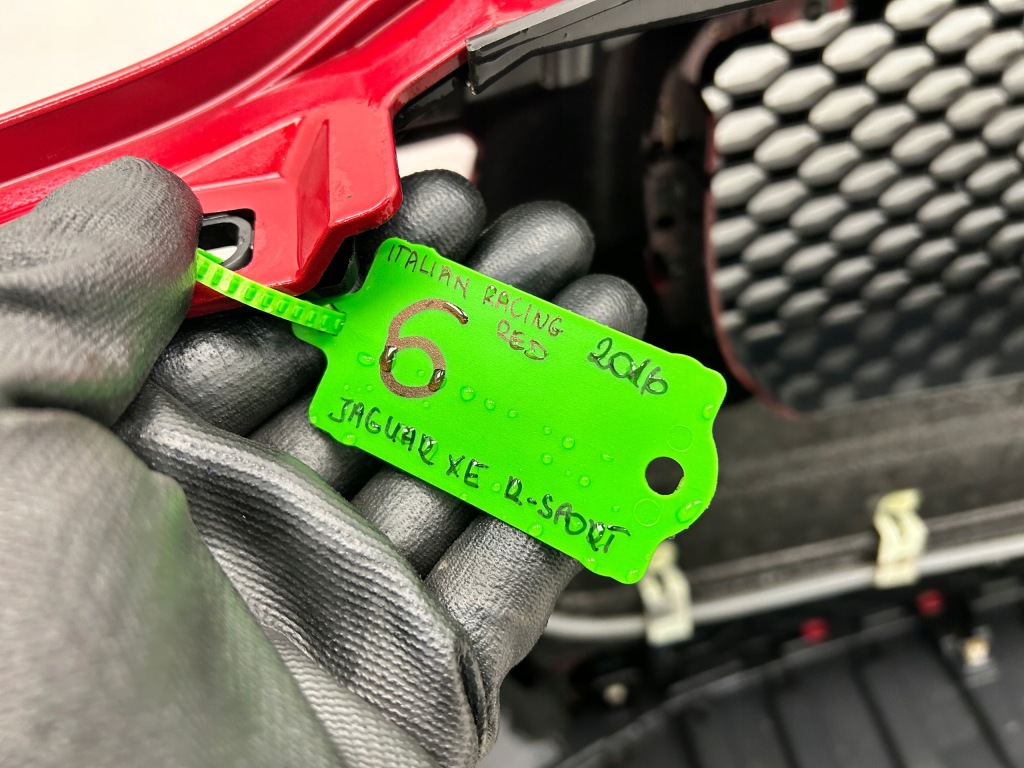 ITALIAN RACING RED
6
2016
JAGUAR XE R-SPORT